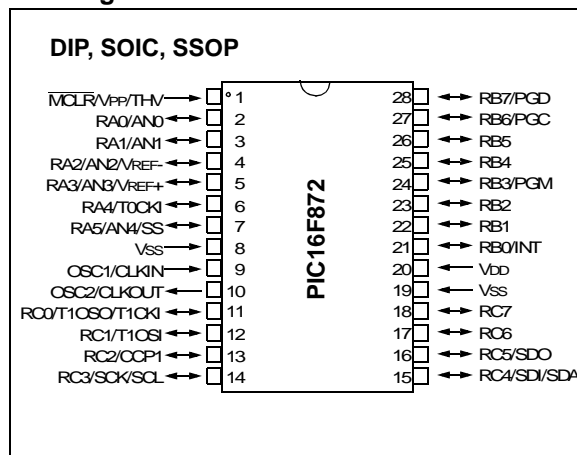 DIP, SOIC, SSOP
MCLR/VPP/THV 1 28 RB7/PGD
RA0/AN0 2 27 RB6/PGC
RA1/AN1 3 26 RB5
RA2/AN2/VREF- 4 25 RB4
RA3/AN3/VREF+ 5 24 RB3/PGM
RA4/T0CKI 6 23 RB2
RA5/AN4/SS 7 22 RB1
VSS 8 21 RB0/INT
OSC1/CLKIN 9 20 VDD
OSC2/CLKOUT 10 19 VSS
RC0/T1OSO/T1CKI 11 18 RC7
RC1/T1OSI 12 17 RC6
RC2/CCP1 13 16 RC5/SDO
RC3/SCK/SCL 14 15 RC4/SDI/SDA
PIC16F872